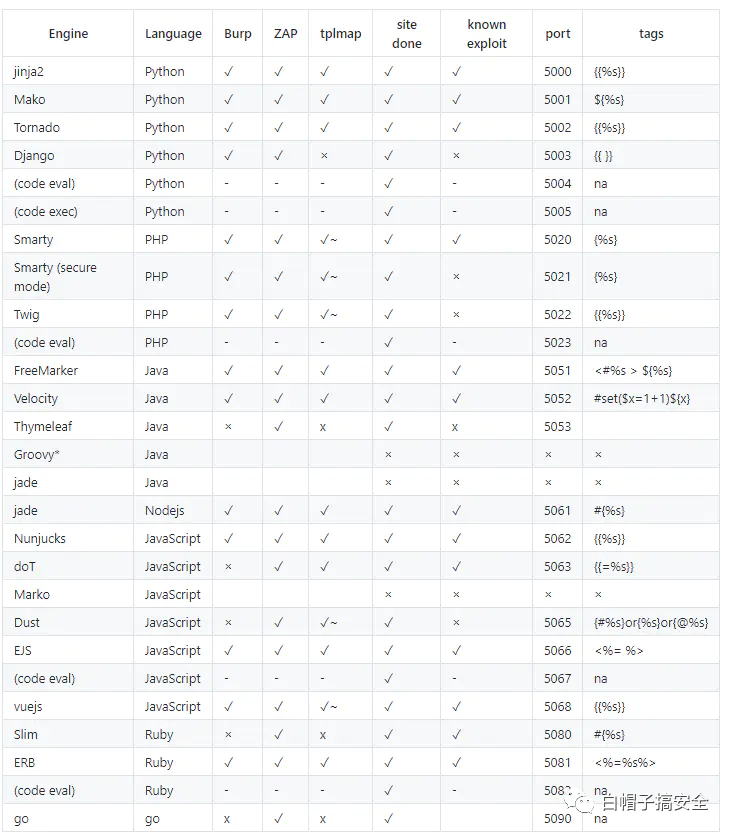 Engine Language Burp ZAP tplmap site done known exploit port tags
jinja2 Python ✓ ✓ ✓ ✓ ✓ 5000 {{%s}}
Mako Python ✓ ✓ ✓ ✓ ✓ 5001 ${%s}
Tornado Python ✓ ✓ ✓ ✓ ✓ 5002 {{%s}}
Django Python ✓ ✓ × ✓ × 5003 {{ }}
(code eval) Python - - - ✓ - 5004 na
(code exec) Python - - - ✓ - 5005 na
Smarty PHP ✓ ✓ ✓~ ✓ ✓ 5020 {%s}
Smarty (secure mode) PHP ✓ ✓ ✓~ ✓ × 5021 {%s}
Twig PHP ✓ ✓ ✓~ ✓ × 5022 {{%s}}
(code eval) PHP - - - ✓ - 5023 na
FreeMarker Java ✓ ✓ ✓ ✓ ✓ 5051 <#%s > ${%s}
Velocity Java ✓ ✓ ✓ ✓ ✓ 5052 #set($x=1+1)${x}
Thymeleaf Java × ✓ x ✓ x 5053
Groovy* Java × × × ×
jade Java × × × ×
jade Nodejs ✓ ✓ ✓ ✓ ✓ 5061 #{%s}
Nunjucks JavaScript ✓ ✓ ✓ ✓ ✓ 5062 {{%s}}
doT JavaScript × ✓ ✓ ✓ ✓ 5063 {{=%s}}
Marko JavaScript × × × ×
Dust JavaScript × ✓ ✓~ ✓ × 5065 {#%s}or{%s}or{@%s}
EJS JavaScript ✓ ✓ ✓ ✓ ✓ 5066 <%= %>
(code eval) JavaScript - - - ✓ - 5067 na
vuejs JavaScript ✓ ✓ ✓~ ✓ ✓ 5068 {{%s}}
Slim Ruby × ✓ x ✓ ✓ 5080 #{%s}
ERB Ruby ✓ ✓ ✓ ✓ ✓ 5081 <%=%s%>
(code eval) Ruby - - - ✓ - 5082 na
白帽子搞安全
go go x ✓ x ✓ 5090 na